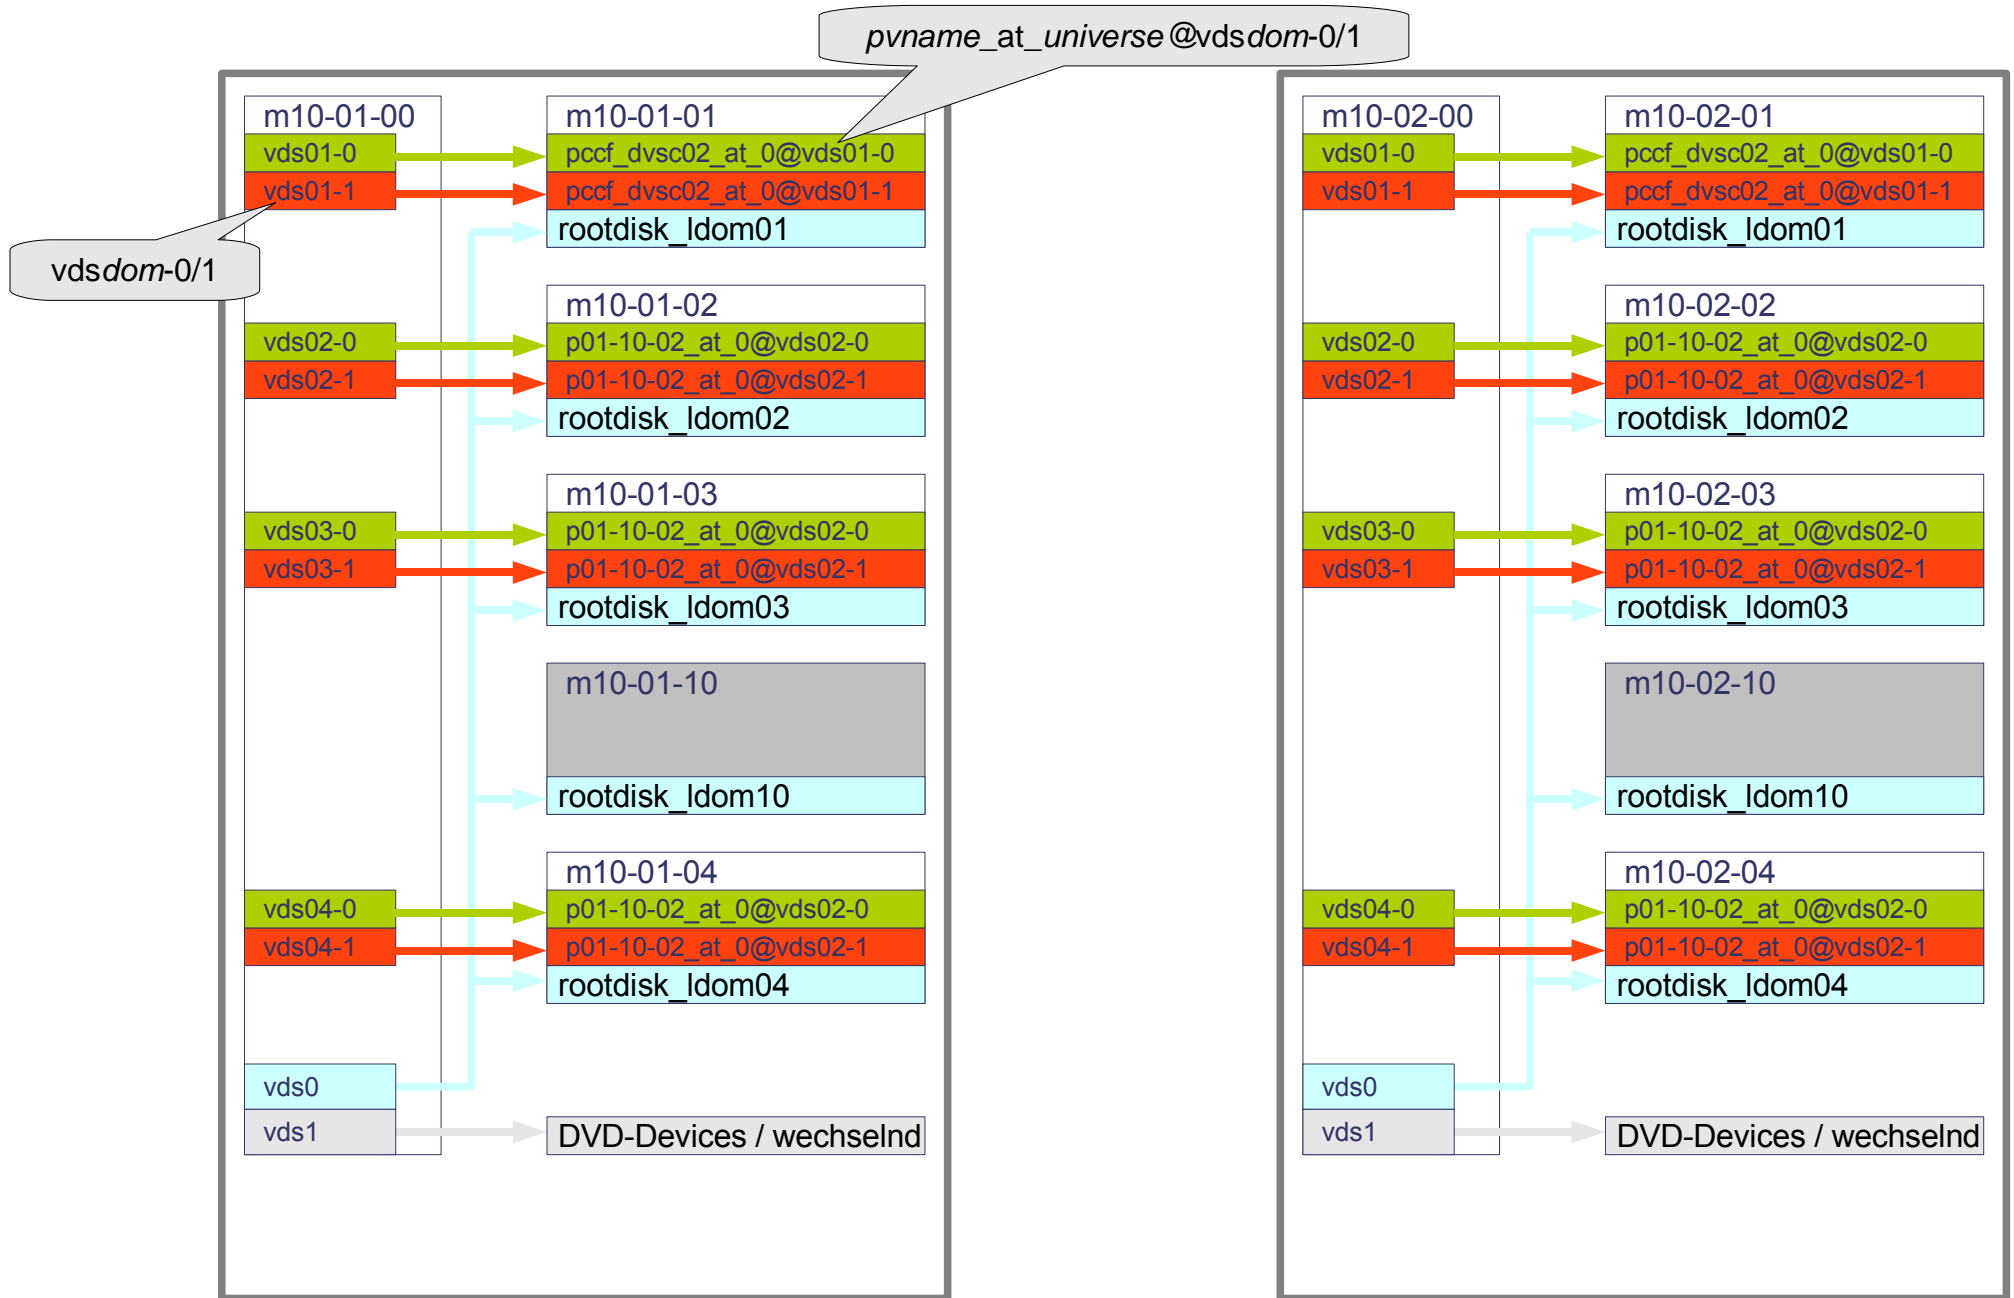 pvname_at_universe@vdsdom-0/1
m10-01-00
vds01-0
vds01-1
vdsdom-0/1
vds02-0
vds02-1
vds03-0
vds03-1
vds04-0
vds04-1
vds0
vds1
m10-01-01
pccf_dvsc02_at_0@vds01-0
pccf_dvsc02_at_0@vds01-1
rootdisk_ldom01
m10-01-02
p01-10-02_at_0@vds02-0
p01-10-02_at_0@vds02-1
rootdisk_ldom02
m10-01-03
p01-10-02_at_0@vds02-0
p01-10-02_at_0@vds02-1
rootdisk_ldom03
m10-01-10
rootdisk_ldom10
m10-01-04
p01-10-02_at_0@vds02-0
p01-10-02_at_0@vds02-1
rootdisk_ldom04
DVD-Devices / wechselnd
m10-02-00
vds01-0
vds01-1
vds02-0
vds02-1
vds03-0
vds03-1
vds04-0
vds04-1
vds0
vds1
m10-02-01
pccf_dvsc02_at_0@vds01-0
pccf_dvsc02_at_0@vds01-1
rootdisk_ldom01
m10-02-02
p01-10-02_at_0@vds02-0
p01-10-02_at_0@vds02-1
rootdisk_ldom02
m10-02-03
p01-10-02_at_0@vds02-0
p01-10-02_at_0@vds02-1
rootdisk_ldom03
m10-02-10
rootdisk_ldom10
m10-02-04
p01-10-02_at_0@vds02-0
p01-10-02_at_0@vds02-1
rootdisk_ldom04
DVD-Devices / wechselnd